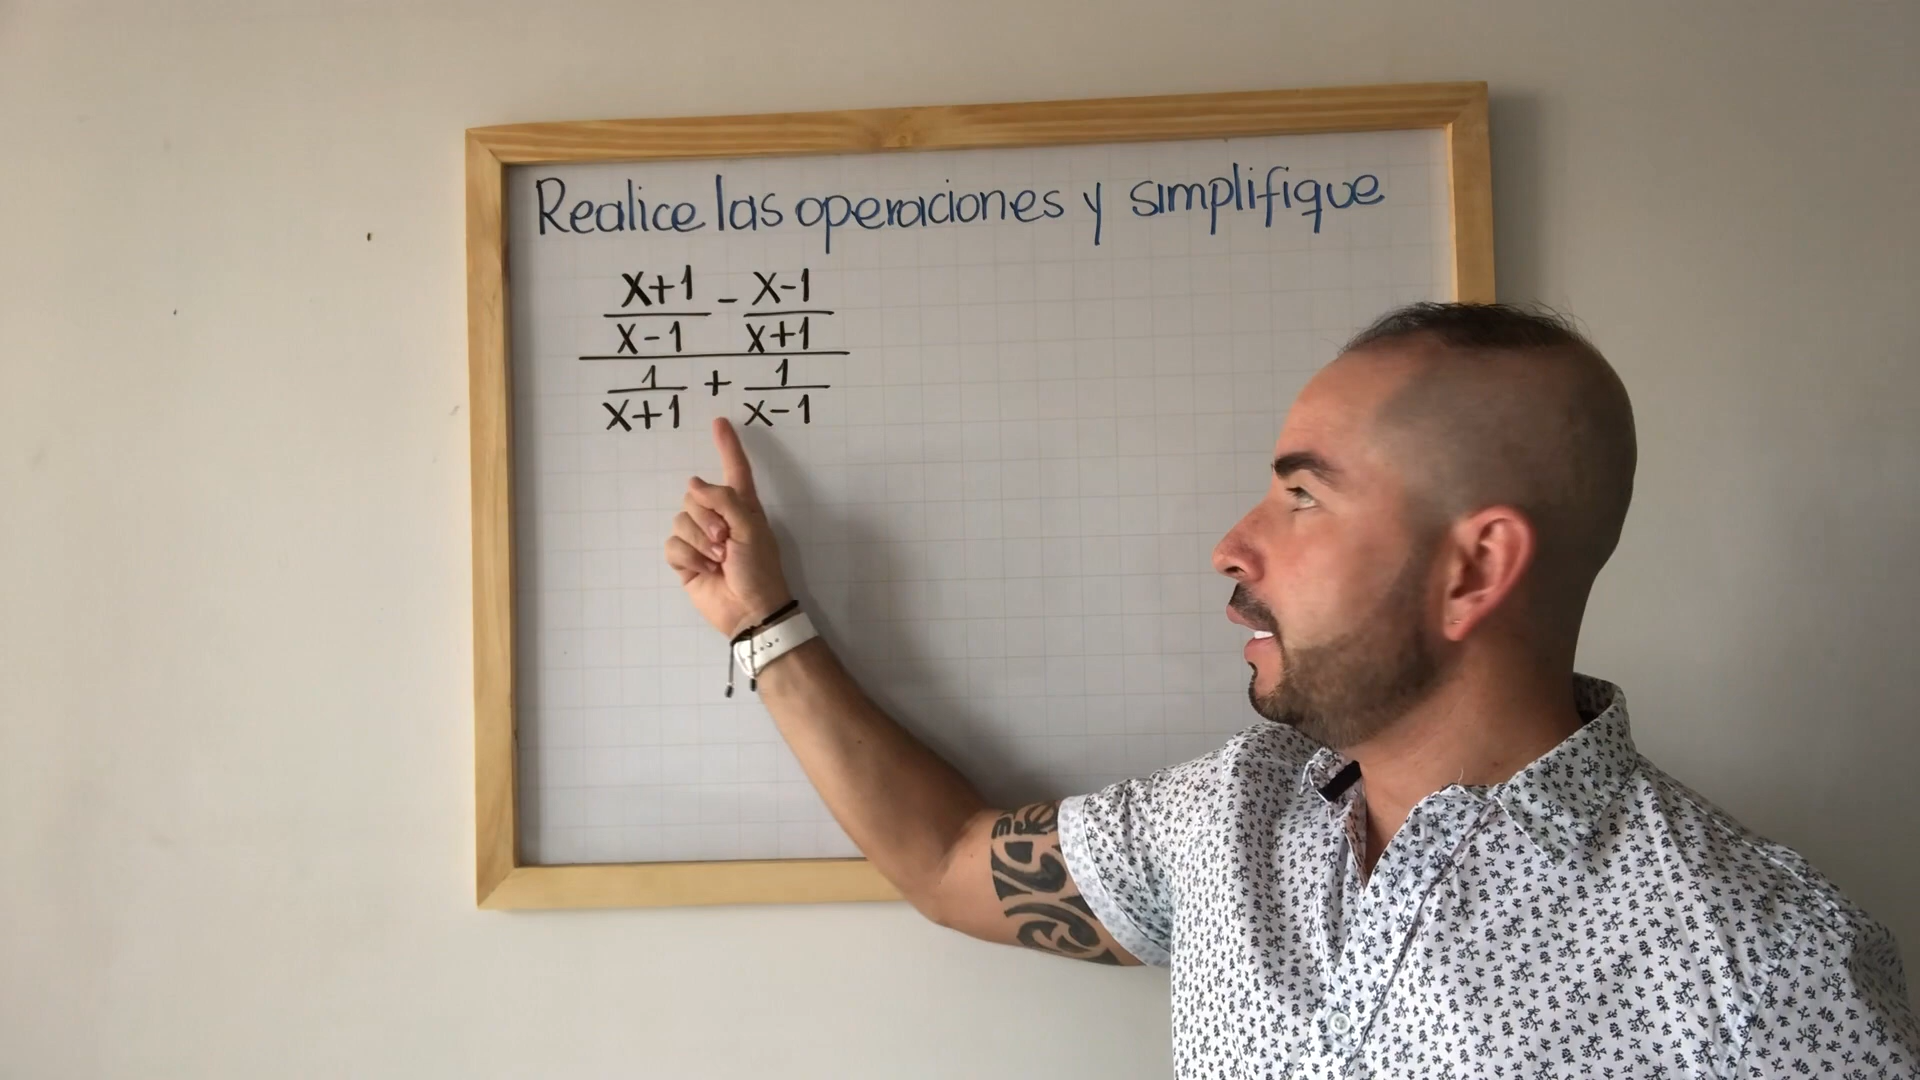 Realice las operaciones y simplifique
x+1 - x-1
x-1 x+1
1 + 1
x+1 x-1